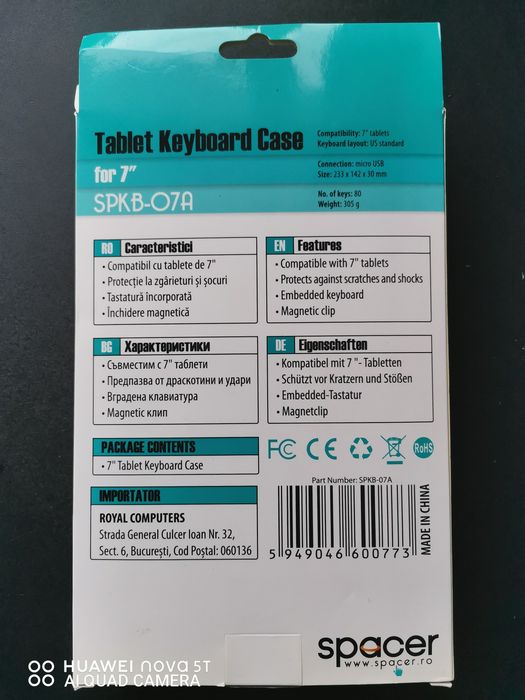 Tablet Keyboard Case
for 7"
SPKB-07A
Compatibility: 7" tablets
Keyboard layout: US standard
Connection: micro USB
Size: 233 x 142 x 30 mm
No. of keys: 80
Weight: 305 g
RO Caracteristici
• Compatibil cu tablete de 7"
• Protecție la zgârieturi și șocuri
• Tastatură încorporată
• Închidere magnetică
EN Features
• Compatible with 7" tablets
• Protects against scratches and shocks
• Embedded keyboard
• Magnetic clip
BG Характеристики
• Съвместим с 7" таблети
• Предпазва от драскотини и удари
• Вградена клавиатура
• Magnetic клип
DE Eigenschaften
• Kompatibel mit 7 "- Tabletten
• Schützt vor Kratzern und Stößen
• Embedded-Tastatur
• Magnetclip
PACKAGE CONTENTS
• 7" Tablet Keyboard Case
FC CE RoHS
IMPORTATOR
ROYAL COMPUTERS
Strada General Culcer Ioan Nr. 32,
Sect. 6, București, Cod Poștal: 060136
Part Number: SPKB-07A
5 949046 600773
MADE IN CHINA
spacer
www.spacer.ro
HUAWEI nova 5T
AI QUAD CAMERA